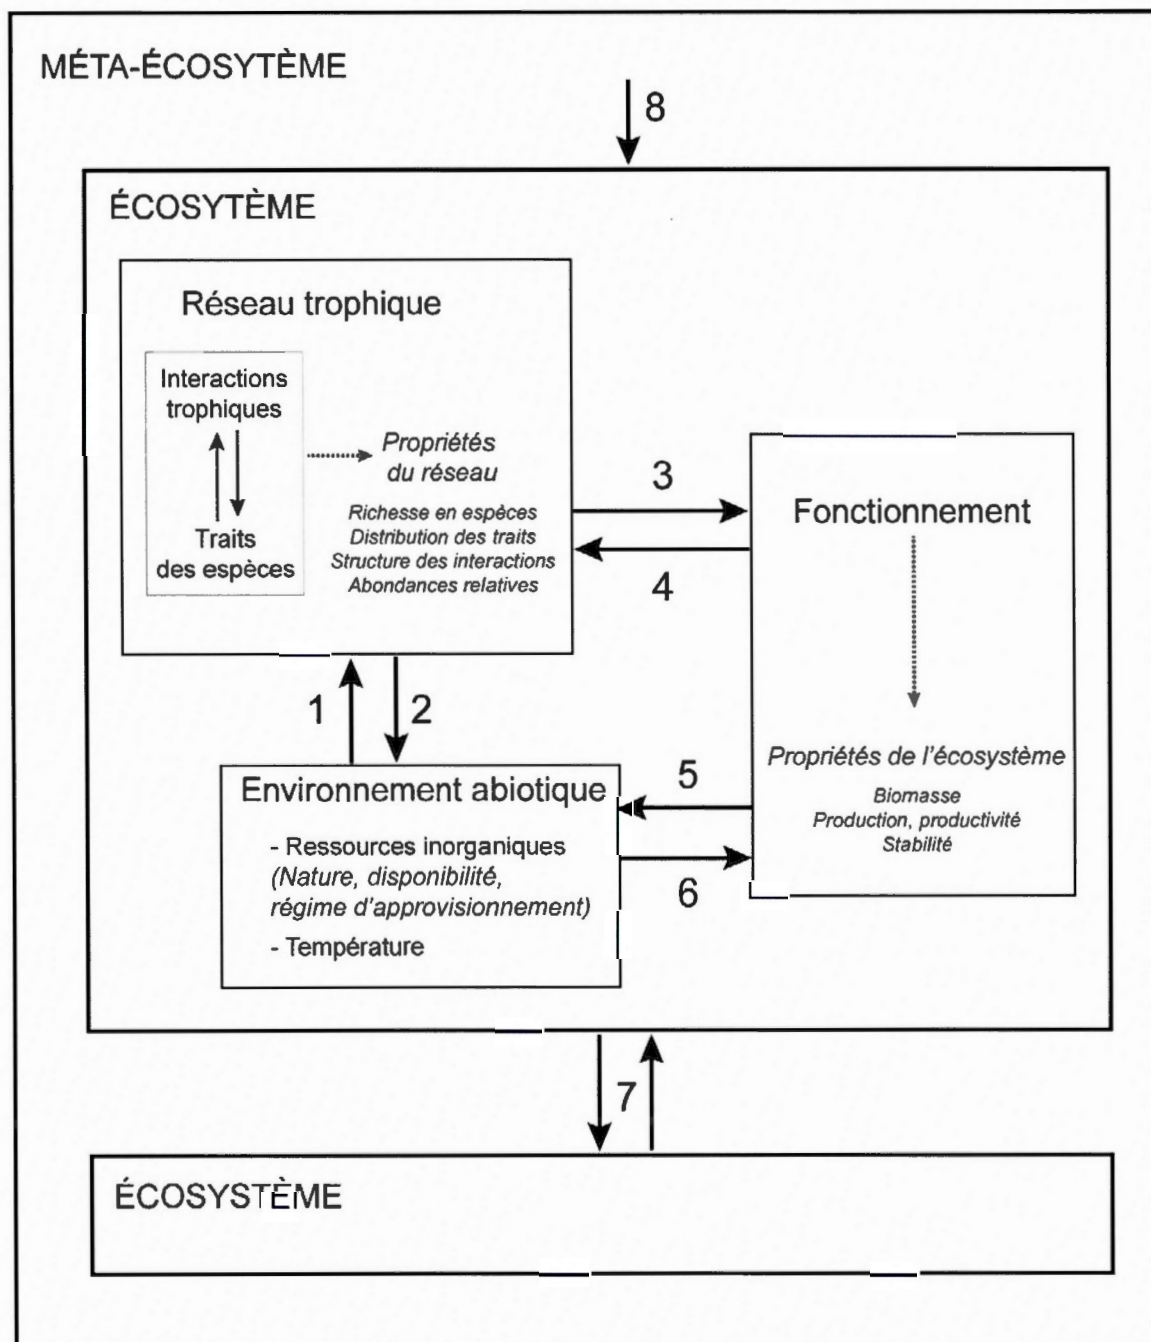 MÉTA-ÉCOSYTÈME
8
ÉCOSYTÈME
Réseau trophique
Interactions
trophiques
Traits
des espèces
Propriétés
du réseau
Richesse en espèces
Distribution des traits
Structure des interactions
Abondances relatives
3
4
Fonctionnement
Propriétés de l'écosystème
Biomasse
Production, productivité
Stabilité
1
2
5
6
Environnement abiotique
- Ressources inorganiques
(Nature, disponibilité,
régime d'approvisionnement)
- Température
7
ÉCOSYSTÈME